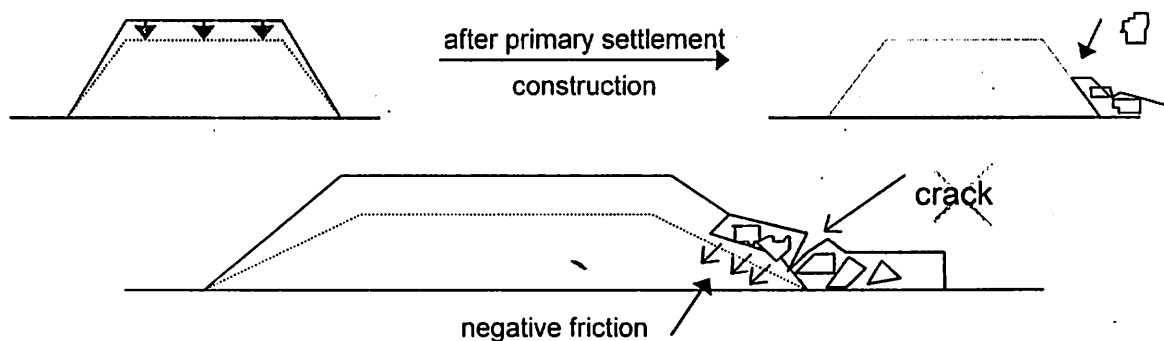 after primary settlement
construction
crack
negative friction